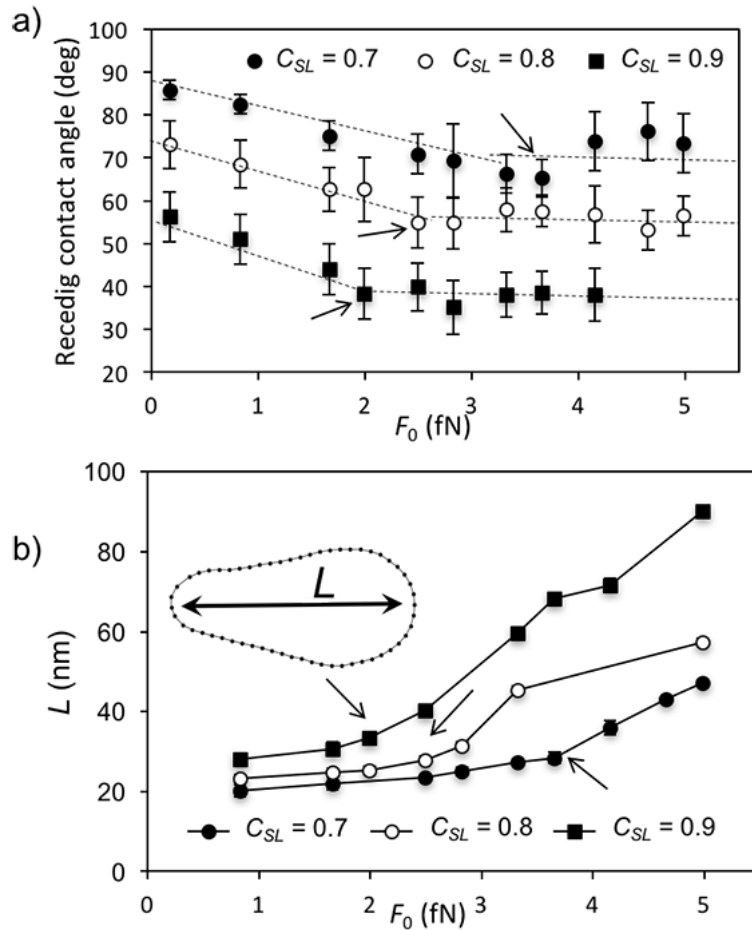 a)
100
90
80
70
60
50
40
30
20
Recedig contact angle (deg)
C_SL = 0.7 C_SL = 0.8 C_SL = 0.9
0 1 2 3 4 5
F_0 (fN)
b)
100
80
60
40
20
0
L (nm)
L
C_SL = 0.7 C_SL = 0.8 C_SL = 0.9
0 1 2 3 4 5
F_0 (fN)